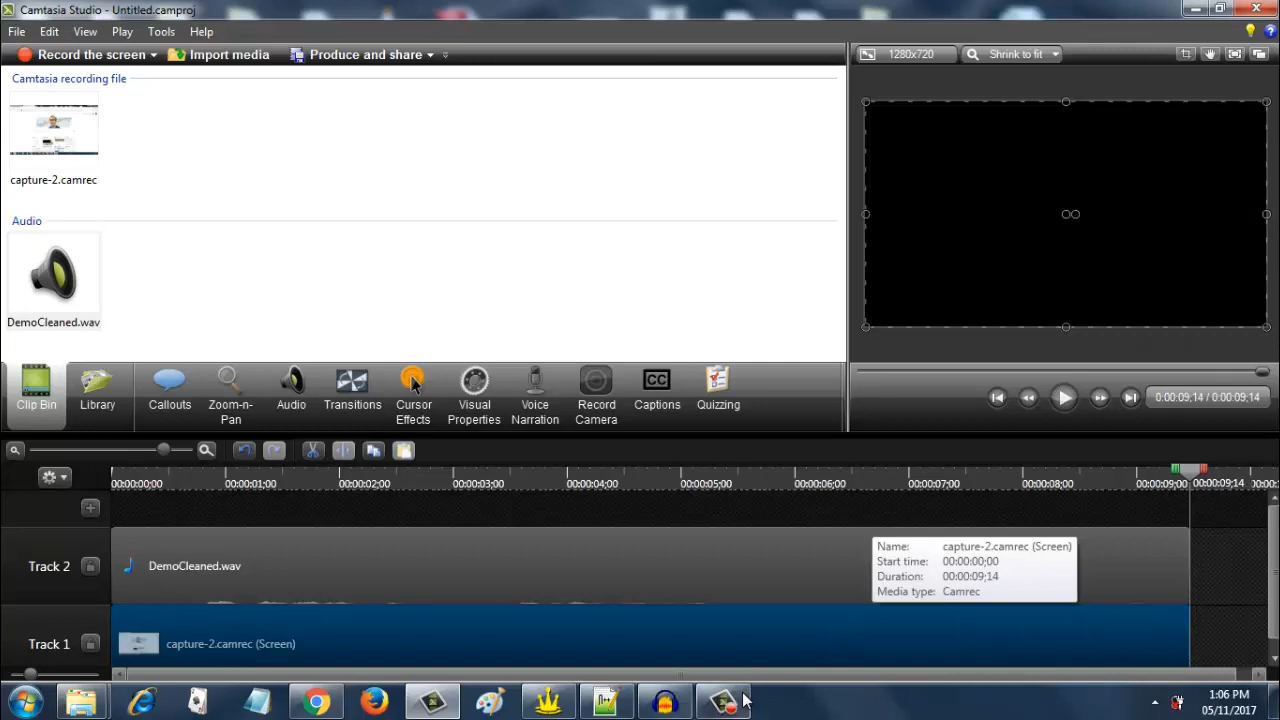 Camtasia Studio - Untitled.camproj
File Edit View Play Tools Help
Record the screen Import media Produce and share 1280x720 Shrink to fit
Camtasia recording file
capture-2.camrec
Audio
DemoCleaned.wav
Clip Bin Library Callouts Zoom-n-Pan Audio Transitions Cursor Effects Visual Properties Voice Narration Record Camera Captions Quizzing
0:00:09;14 / 0:00:09;14
00:00:00;00 00:00:01;00 00:00:02;00 00:00:03;00 00:00:05;00 00:00:06;00 00:00:07;00 00:00:08;00 00:00:09;00 00:00:09;14
Track 2 DemoCleaned.wav
Name: capture-2.camrec (Screen)
Start time: 00:00:00;00
Duration: 00:00:09;14
Media type: Camrec
Track 1 capture-2.camrec (Screen)
1:06 PM
05/11/2017